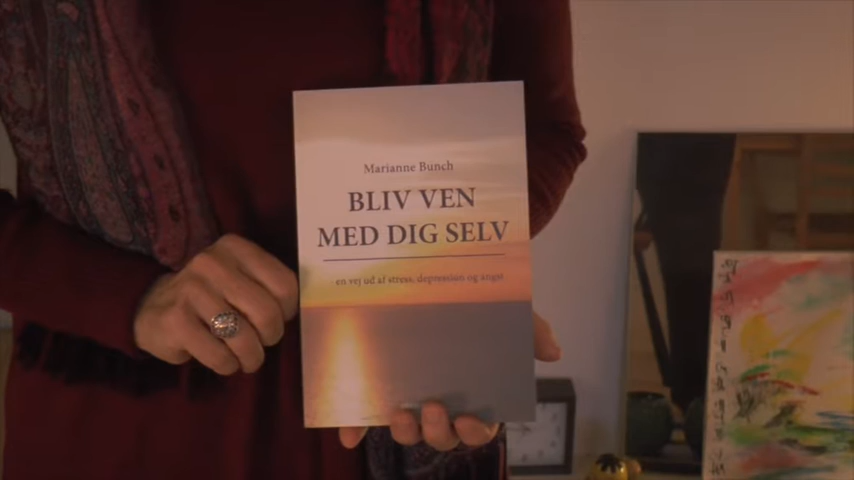 Marianne Bunch
BLIV VEN
MED DIG SELV
en vej ud af stress, depression og angst